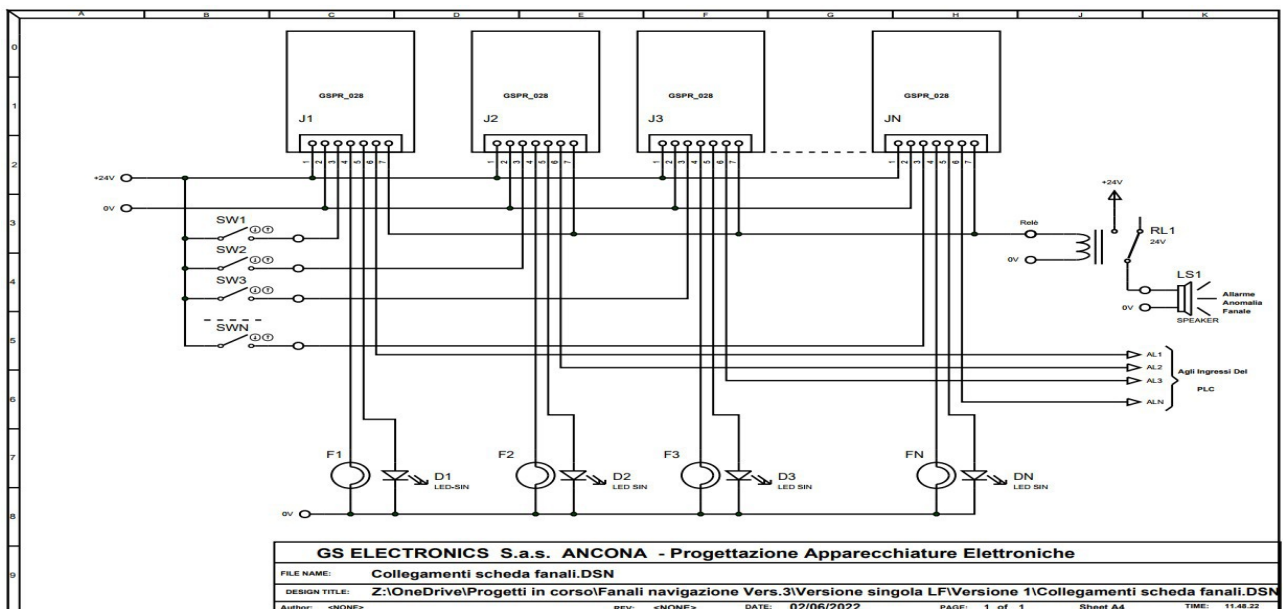 A B C D E F G H J K
0
1
2
3
4
5
6
7
8
9
GSPR_028 GSPR_028 GSPR_028 GSPR_028
J1 J2 J3 JN
1 2 3 4 5 6 7 1 2 3 4 5 6 7 1 2 3 4 5 6 7 1 2 3 4 5 6 7
+24V
0V
+24V
SW1
Relè
RL1
24V
SW2
0V
SW3
LS1
Allarme
Anomalia
Fanale
0V
SPEAKER
SWN
AL1
AL2
AL3
ALN
Agli Ingressi Del
PLC
F1 F2 F3 FN
D1 D2 D3 DN
LED-SIN LED SIN LED SIN LED SIN
0V
GS ELECTRONICS S.a.s. ANCONA - Progettazione Apparecchiature Elettroniche
FILE NAME: Collegamenti scheda fanali.DSN
DESIGN TITLE: Z:\OneDrive\Progetti in corso\Fanali navigazione Vers.3\Versione singola LF\Versione 1\Collegamenti scheda fanali.DSN
Author: <NONE> REV: <NONE> DATE: 02/06/2022 PAGE: 1 of 1 Sheet A4 TIME: 11.48.22